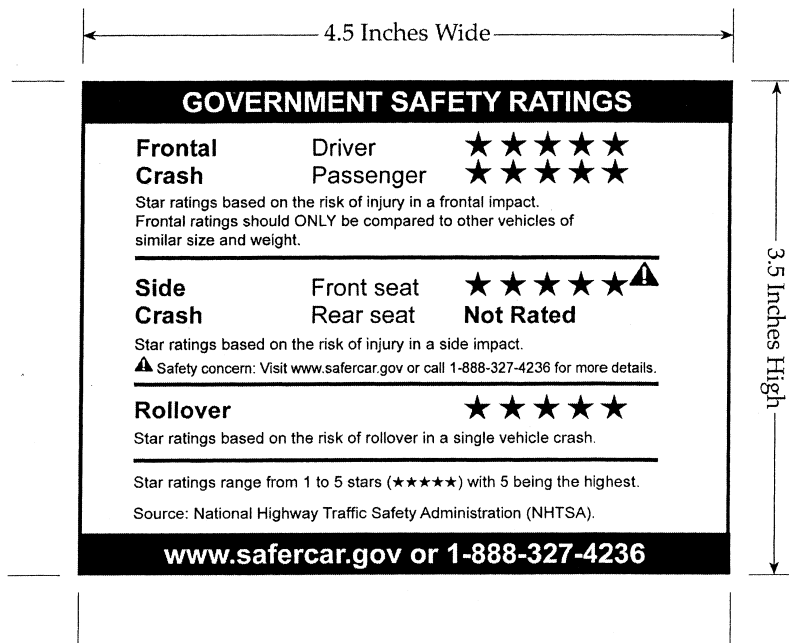 4.5 Inches Wide
GOVERNMENT SAFETY RATINGS
Frontal Driver ★★★★★
Crash Passenger ★★★★★
Star ratings based on the risk of injury in a frontal impact.
Frontal ratings should ONLY be compared to other vehicles of
similar size and weight.
Side Front seat ★★★★★⚠
Crash Rear seat Not Rated
Star ratings based on the risk of injury in a side impact.
⚠ Safety concern: Visit www.safercar.gov or call 1-888-327-4236 for more details.
Rollover ★★★★★
Star ratings based on the risk of rollover in a single vehicle crash.
Star ratings range from 1 to 5 stars (★★★★★) with 5 being the highest.
Source: National Highway Traffic Safety Administration (NHTSA).
www.safercar.gov or 1-888-327-4236
3.5 Inches High